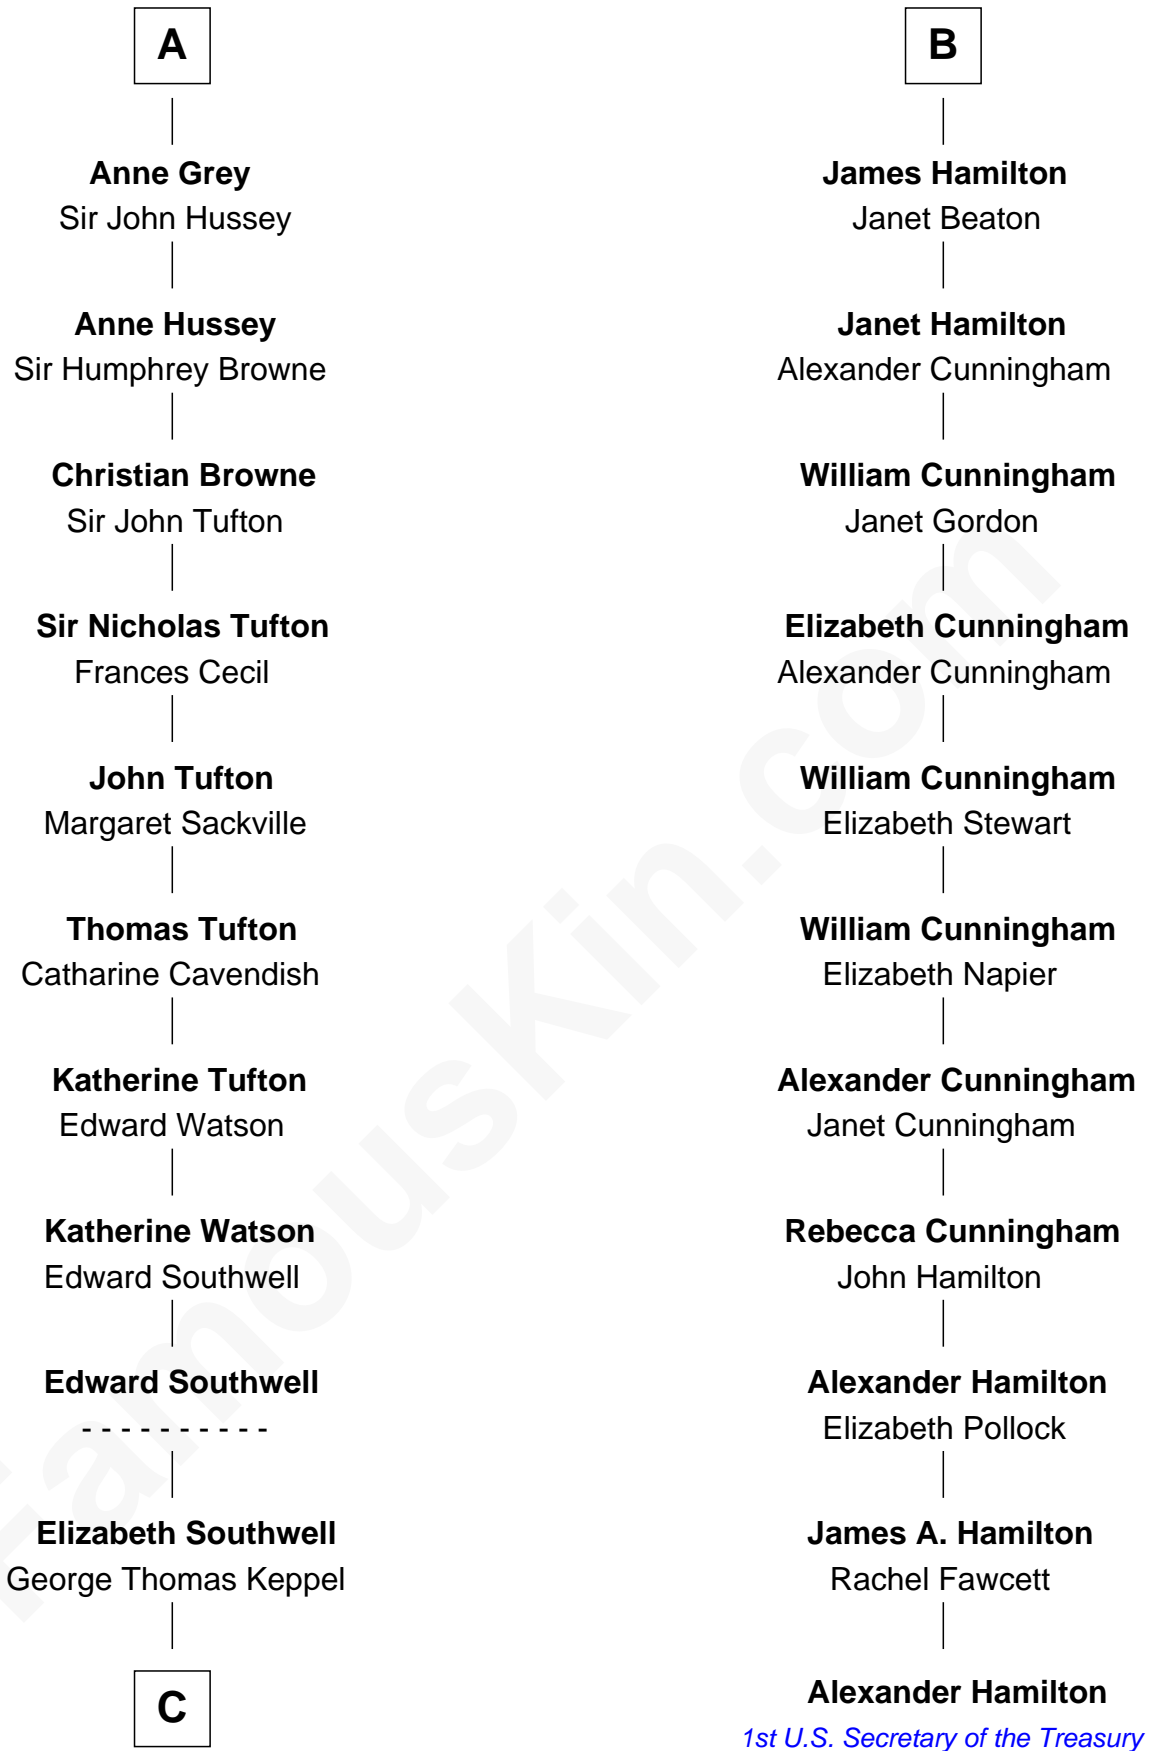 A
Anne Grey
Sir John Hussey
Anne Hussey
Sir Humphrey Browne
Christian Browne
Sir John Tufton
Sir Nicholas Tufton
Frances Cecil
John Tufton
Margaret Sackville
Thomas Tufton
Catharine Cavendish
Katherine Tufton
Edward Watson
Katherine Watson
Edward Southwell
Edward Southwell
- - - - - - - - - -
Elizabeth Southwell
George Thomas Keppel
C
B
James Hamilton
Janet Beaton
Janet Hamilton
Alexander Cunningham
William Cunningham
Janet Gordon
Elizabeth Cunningham
Alexander Cunningham
William Cunningham
Elizabeth Stewart
William Cunningham
Elizabeth Napier
Alexander Cunningham
Janet Cunningham
Rebecca Cunningham
John Hamilton
Alexander Hamilton
Elizabeth Pollock
James A. Hamilton
Rachel Fawcett
Alexander Hamilton
1st U.S. Secretary of the Treasury
FamousKin.com